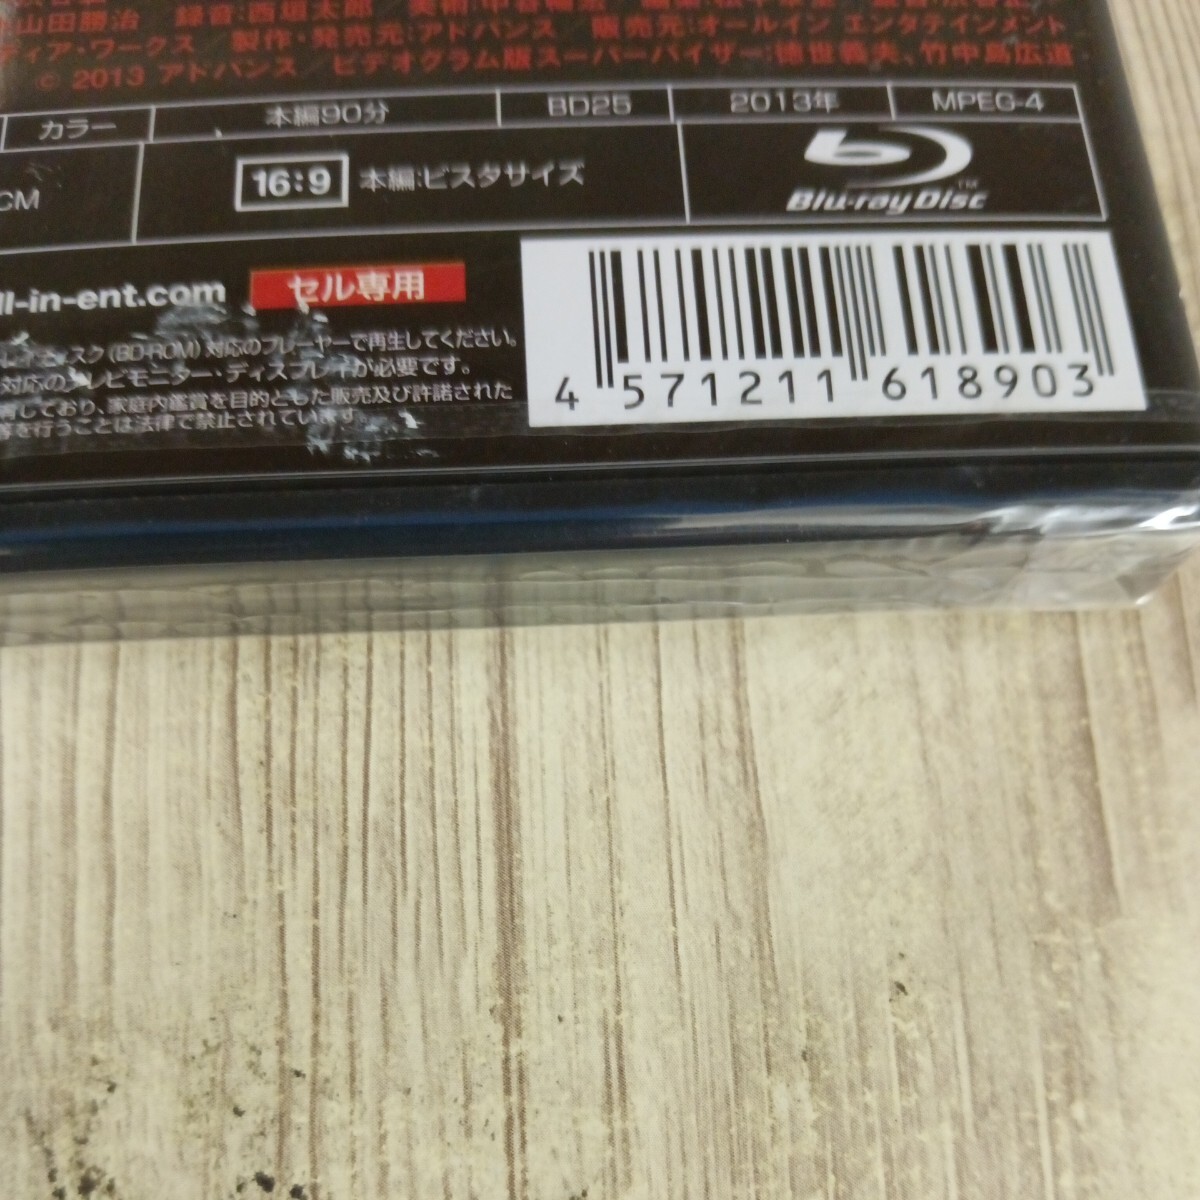 山田勝治 録音:西垣太郎
ディア・ワークス 製作・発売元:アドバンス 販売元:オールイン エンタテインメント
© 2013 アドバンス ビデオグラム版スーパーバイザー:徳世義夫、竹中島広道
カラー 本編90分 BD25 2013年 MPEG-4
CM 16:9 本編:ビスタサイズ Blu-ray Disc™
ll-in-ent.com セル専用
スク(BD-ROM)対応のプレーヤーで再生してください。
対応のテレビモニター・ディスプレイが必要です。
しており、家庭内鑑賞を目的とした販売及び許諾された
等を行うことは法律で禁止されています。
4 571211 618903